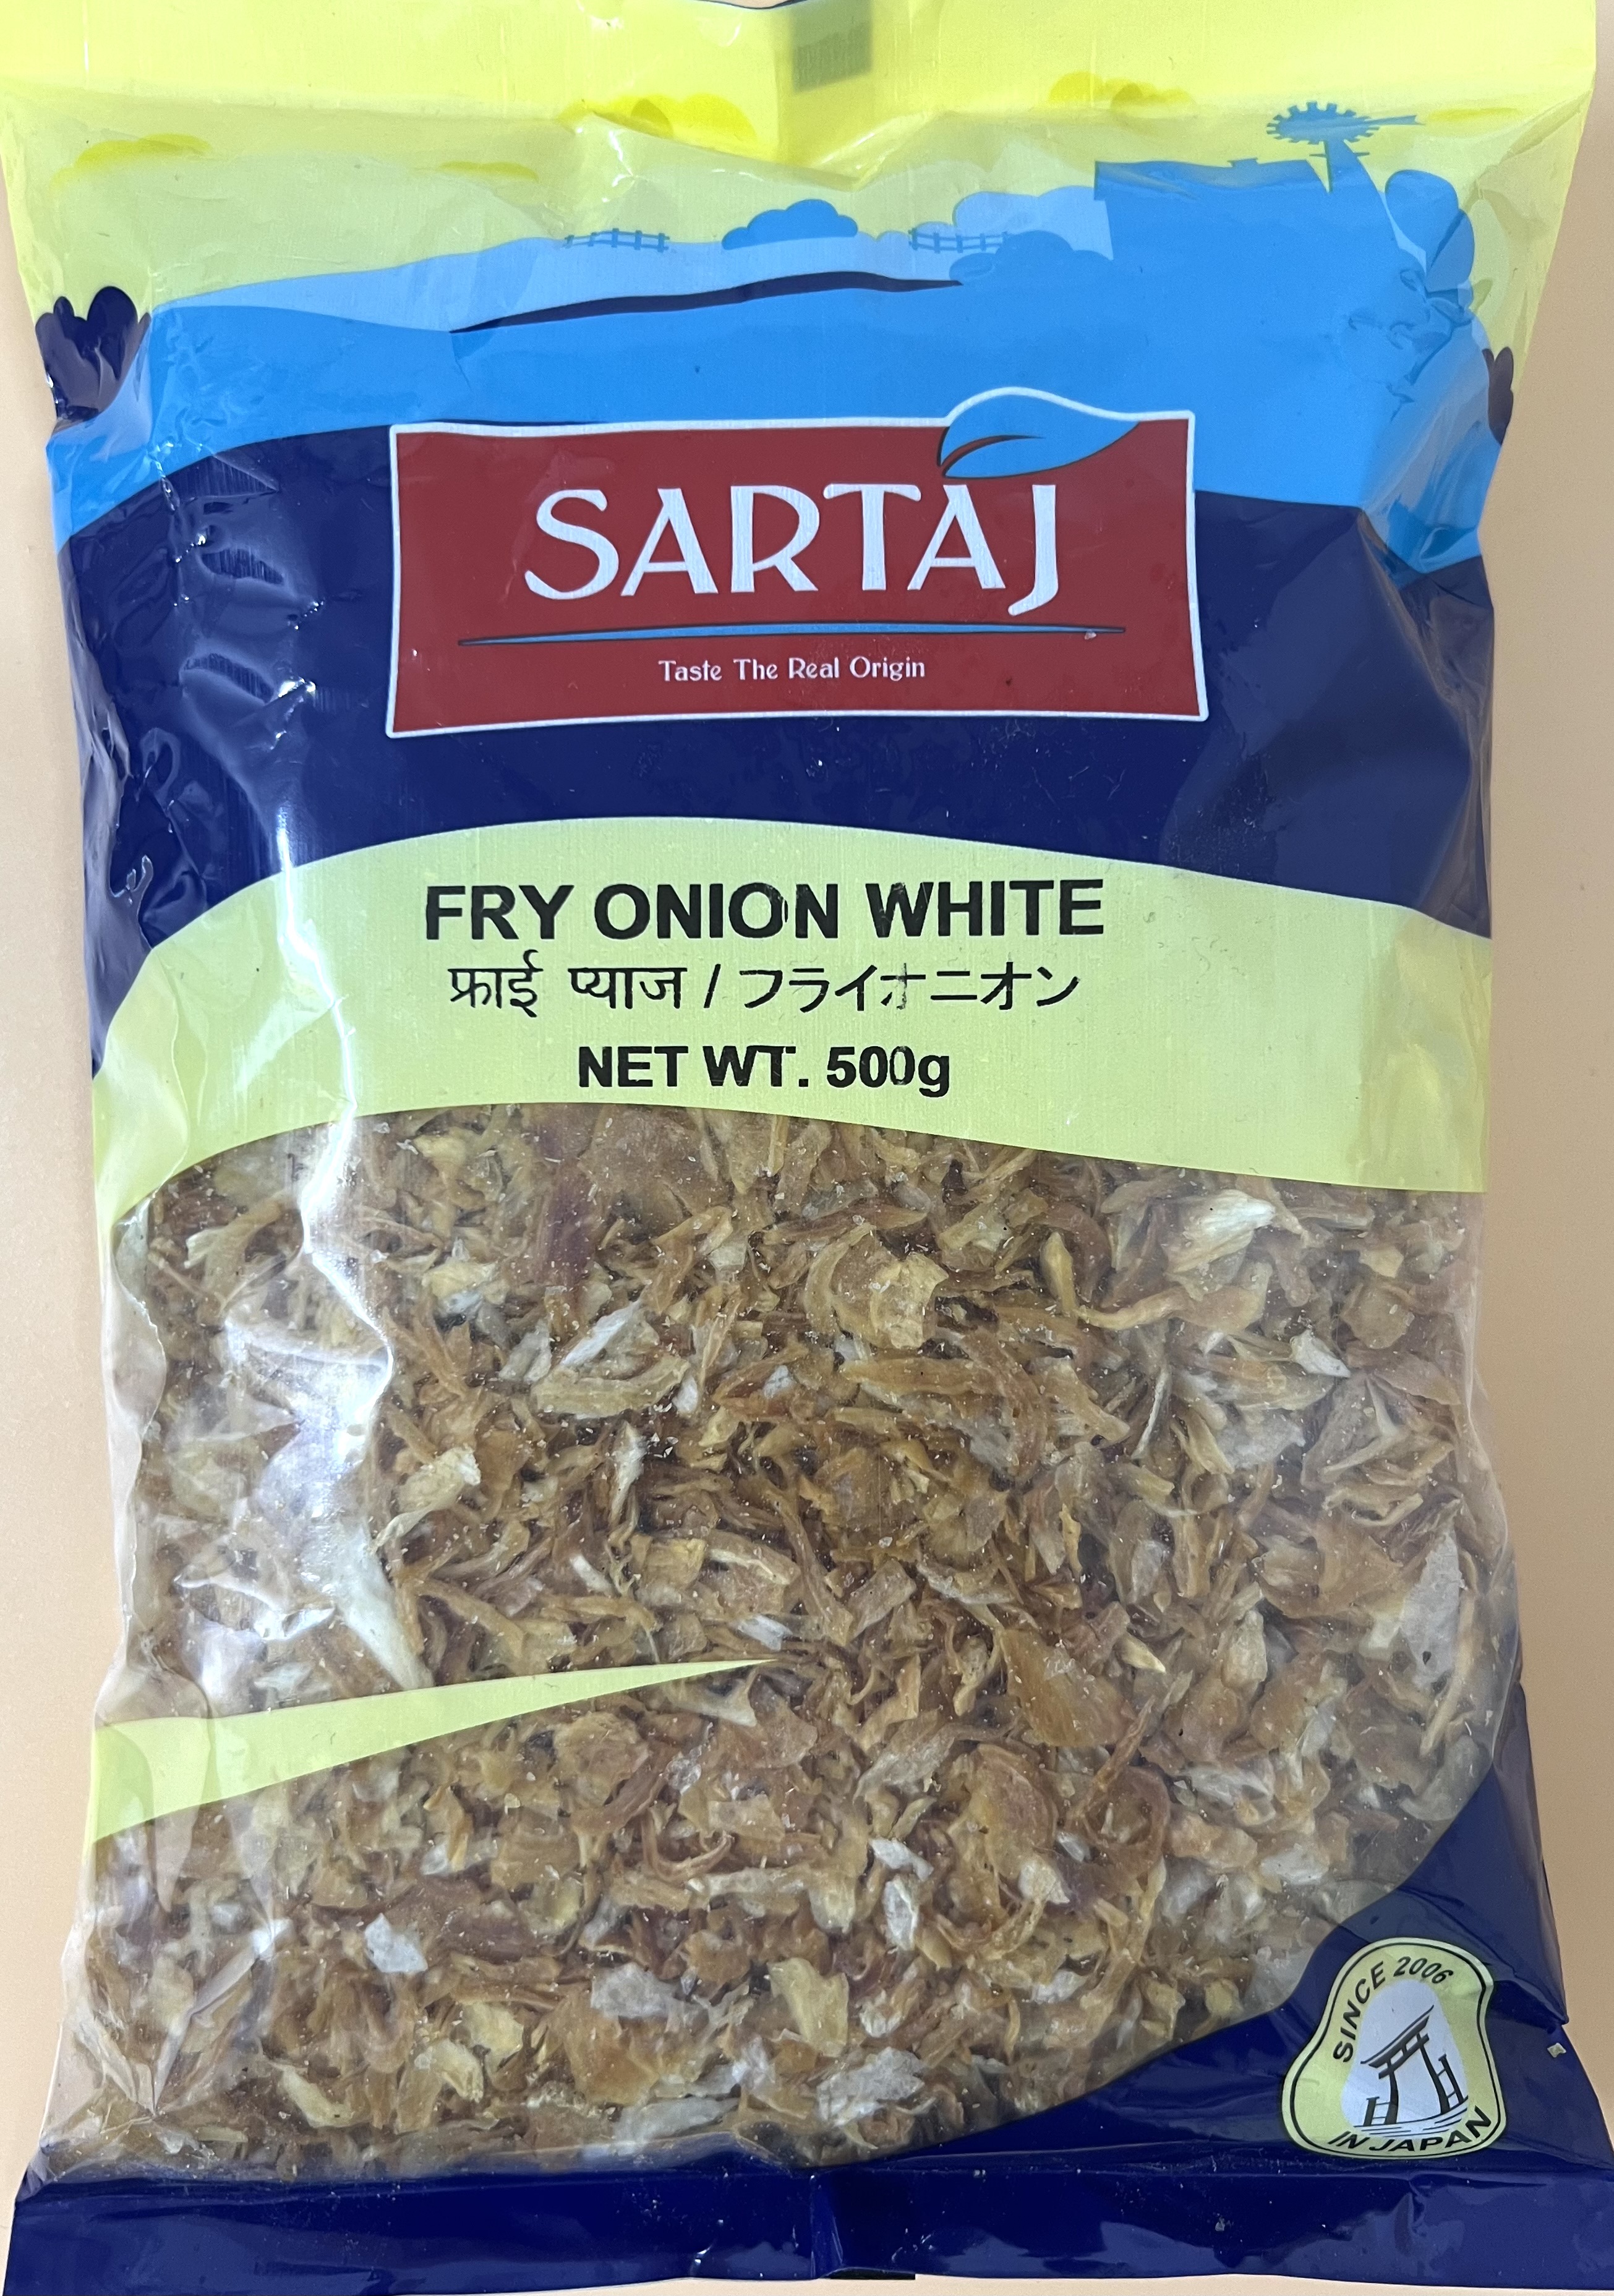 SARTAJ
Taste The Real Origin
FRY ONION WHITE
फ्राई प्याज / フライオニオン
NET WT. 500g
SINCE 2006
IN JAPAN